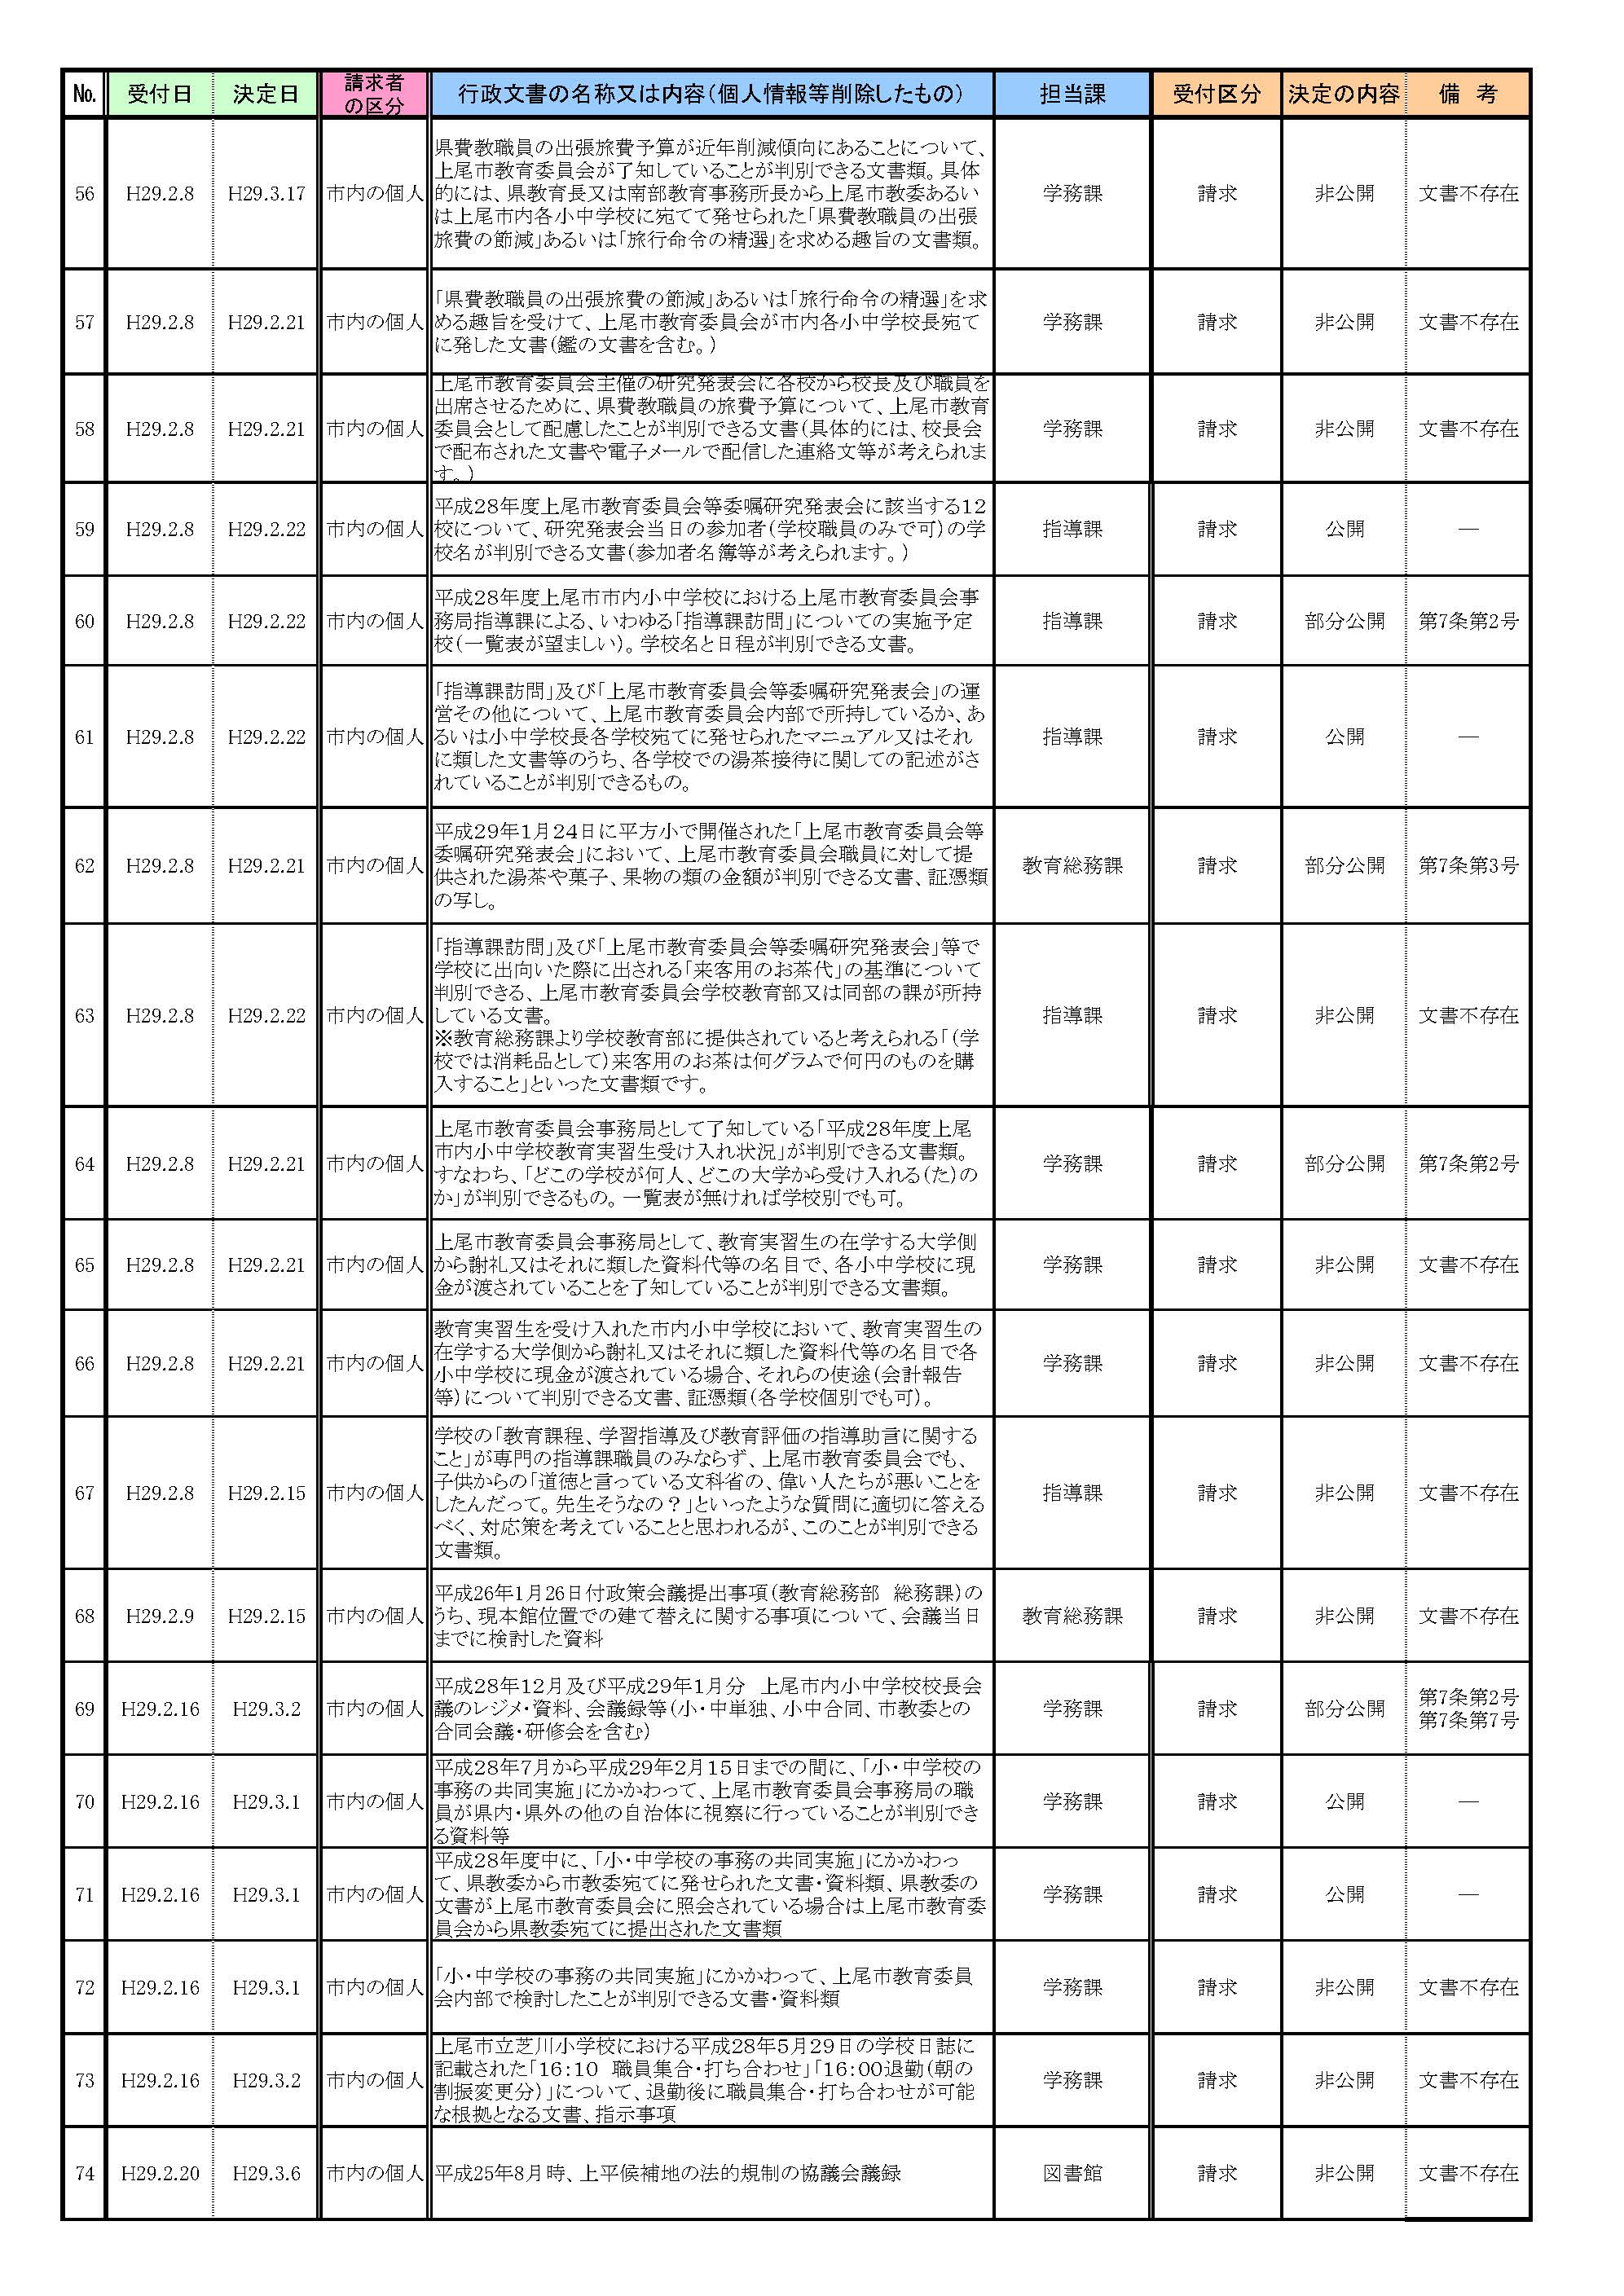 No. 受付日 決定日 請求者の区分 行政文書の名称又は内容(個人情報等削除したもの) 担当課 受付区分 決定の内容 備 考
56 H29.2.8 H29.3.17 市内の個人
県費教職員の出張旅費予算が近年削減傾向にあることについて、
上尾市教育委員会が了知していることが判別できる文書類。具体
的には、県教育長又は南部教育事務所長から上尾市教委あるい
は上尾市内各小中学校に宛てて発せられた「県費教職員の出張
旅費の節減」あるいは「旅行命令の精選」を求める趣旨の文書類。
学務課 請求 非公開 文書不存在
57 H29.2.8 H29.2.21 市内の個人
「県費教職員の出張旅費の節減」あるいは「旅行命令の精選」を求
める趣旨を受けて、上尾市教育委員会が市内各小中学校長宛て
に発した文書(鑑の文書を含む。)
学務課 請求 非公開 文書不存在
58 H29.2.8 H29.2.21 市内の個人
上尾市教育委員会主催の研究発表会に各校から校長及び職員を
出席させるために、県費教職員の旅費予算について、上尾市教育
委員会として配慮したことが判別できる文書(具体的には、校長会
で配布された文書や電子メールで配信した連絡文等が考えられま
す。)
学務課 請求 非公開 文書不存在
59 H29.2.8 H29.2.22 市内の個人
平成28年度上尾市教育委員会等委嘱研究発表会に該当する12
校について、研究発表会当日の参加者(学校職員のみで可)の学
校名が判別できる文書(参加者名簿等が考えられます。)
指導課 請求 公開 ―
60 H29.2.8 H29.2.22 市内の個人
平成28年度上尾市市内小中学校における上尾市教育委員会事
務局指導課による、いわゆる「指導課訪問」についての実施予定
校(一覧表が望ましい)。学校名と日程が判別できる文書。
指導課 請求 部分公開 第7条第2号
61 H29.2.8 H29.2.22 市内の個人
「指導課訪問」及び「上尾市教育委員会等委嘱研究発表会」の運
営その他について、上尾市教育委員会内部で所持しているか、あ
るいは小中学校長各学校宛てに発せられたマニュアル又はそれ
に類した文書等のうち、各学校での湯茶接待に関しての記述がさ
れていることが判別できるもの。
指導課 請求 公開 ―
62 H29.2.8 H29.2.21 市内の個人
平成29年1月24日に平方小で開催された「上尾市教育委員会等
委嘱研究発表会」において、上尾市教育委員会職員に対して提
供された湯茶や菓子、果物の類の金額が判別できる文書、証憑類
の写し。
教育総務課 請求 部分公開 第7条第3号
63 H29.2.8 H29.2.22 市内の個人
「指導課訪問」及び「上尾市教育委員会等委嘱研究発表会」等で
学校に出向いた際に出される「来客用のお茶代」の基準について
判別できる、上尾市教育委員会学校教育部又は同部の課が所持
している文書。
※教育総務課より学校教育部に提供されていると考えられる「(学
校では消耗品として)来客用のお茶は何グラムで何円のものを購
入すること」といった文書類です。
指導課 請求 非公開 文書不存在
64 H29.2.8 H29.2.21 市内の個人
上尾市教育委員会事務局として了知している「平成28年度上尾
市内小中学校教育実習生受け入れ状況」が判別できる文書類。
すなわち、「どこの学校が何人、どこの大学から受け入れる(た)の
か」が判別できるもの。一覧表が無ければ学校別でも可。
学務課 請求 部分公開 第7条第2号
65 H29.2.8 H29.2.21 市内の個人
上尾市教育委員会事務局として、教育実習生の在学する大学側
から謝礼又はそれに類した資料代等の名目で、各小中学校に現
金が渡されていることを了知していることが判別できる文書類。
学務課 請求 非公開 文書不存在
66 H29.2.8 H29.2.21 市内の個人
教育実習生を受け入れた市内小中学校において、教育実習生の
在学する大学側から謝礼又はそれに類した資料代等の名目で各
小中学校に現金が渡されている場合、それらの使途(会計報告
等)について判別できる文書、証憑類(各学校個別でも可)。
学務課 請求 非公開 文書不存在
67 H29.2.8 H29.2.15 市内の個人
学校の「教育課程、学習指導及び教育評価の指導助言に関する
こと」が専門の指導課職員のみならず、上尾市教育委員会でも、
子供からの「道徳と言っている文科省の、偉い人たちが悪いことを
したんだって。先生そうなの？」といったような質問に適切に答える
べく、対応策を考えていることと思われるが、このことが判別できる
文書類。
指導課 請求 非公開 文書不存在
68 H29.2.9 H29.2.15 市内の個人
平成26年1月26日付政策会議提出事項(教育総務部 総務課)の
うち、現本館位置での建て替えに関する事項について、会議当日
までに検討した資料
教育総務課 請求 非公開 文書不存在
69 H29.2.16 H29.3.2 市内の個人
平成28年12月及び平成29年1月分 上尾市内小中学校校長会
議のレジメ・資料、会議録等(小・中単独、小中合同、市教委との
合同会議・研修会を含む)
学務課 請求 部分公開 第7条第2号
第7条第7号
70 H29.2.16 H29.3.1 市内の個人
平成28年7月から平成29年2月15日までの間に、「小・中学校の
事務の共同実施」にかかわって、上尾市教育委員会事務局の職
員が県内・県外の他の自治体に視察に行っていることが判別でき
る資料等
学務課 請求 公開 ―
71 H29.2.16 H29.3.1 市内の個人
平成28年度中に、「小・中学校の事務の共同実施」にかかわっ
て、県教委から市教委宛てに発せられた文書・資料類、県教委の
文書が上尾市教育委員会に照会されている場合は上尾市教育委
員会から県教委宛てに提出された文書類
学務課 請求 公開 ―
72 H29.2.16 H29.3.1 市内の個人
「小・中学校の事務の共同実施」にかかわって、上尾市教育委員
会内部で検討したことが判別できる文書・資料類
学務課 請求 非公開 文書不存在
73 H29.2.16 H29.3.2 市内の個人
上尾市立芝川小学校における平成28年5月29日の学校日誌に
記載された「16：10 職員集合・打ち合わせ」「16：00退勤(朝の
割振変更分)」について、退勤後に職員集合・打ち合わせが可能
な根拠となる文書、指示事項
学務課 請求 非公開 文書不存在
74 H29.2.20 H29.3.6 市内の個人 平成25年8月時、上平候補地の法的規制の協議会議録 図書館 請求 非公開 文書不存在